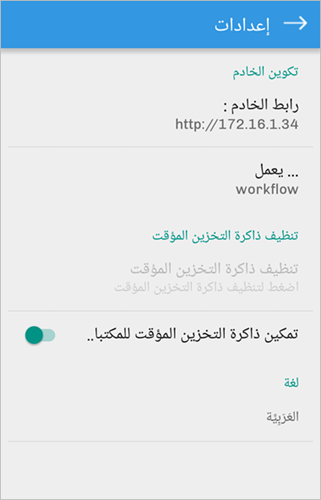 إعدادات
تكوين الخادم
رابط الخادم :
http://172.16.1.34
... يعمل
workflow
تنظيف ذاكرة التخزين المؤقت
تنظيف ذاكرة التخزين المؤقت
اضغط لتنظيف ذاكرة التخزين المؤقت
تمكين ذاكرة التخزين المؤقت للمكتبا..
لغة
العَرَبِيَّة